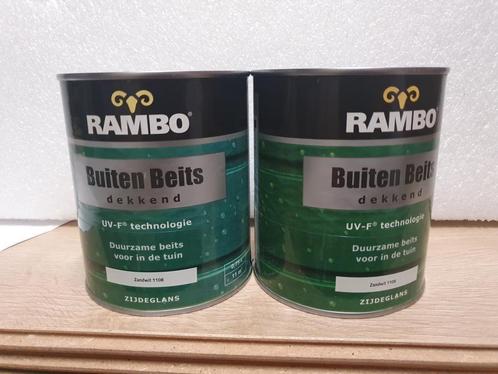 RAMBO®
Buiten Beits
dekkend
UV-F® technologie
Duurzame beits
voor in de tuin
Zandwit 1108
ZIJDEGLANS
RAMBO®
Buiten Beits
dekkend
UV-F® technologie
Duurzame beits
voor in de tuin
Zandwit 1108
ZIJDEGLANS